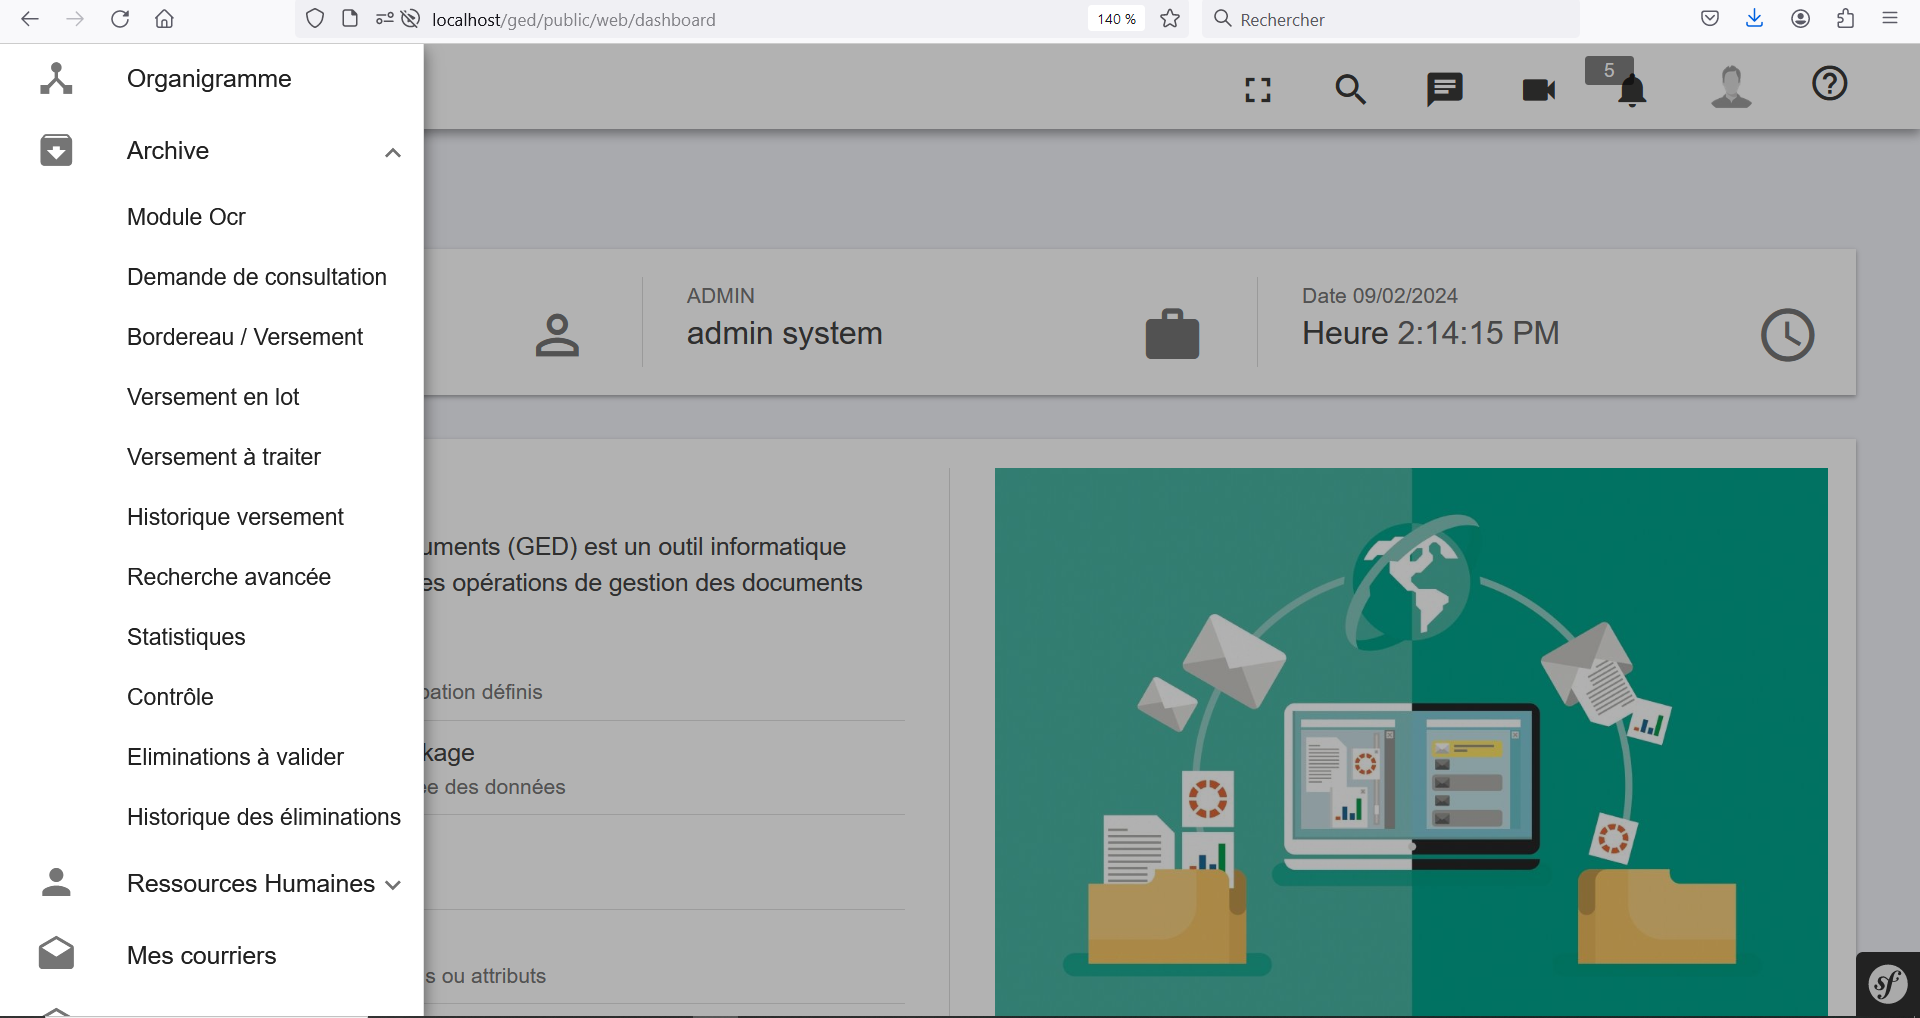 localhost/ged/public/web/dashboard
140 %
Rechercher
Organigramme
Archive
Module Ocr
Demande de consultation
Bordereau / Versement
Versement en lot
Versement à traiter
Historique versement
Recherche avancée
Statistiques
Contrôle
Eliminations à valider
Historique des éliminations
Ressources Humaines
Mes courriers
5
ADMIN
admin system
Date 09/02/2024
Heure 2:14:15 PM
uments (GED) est un outil informatique
es opérations de gestion des documents
pation définis
kage
ée des données
s ou attributs
sf